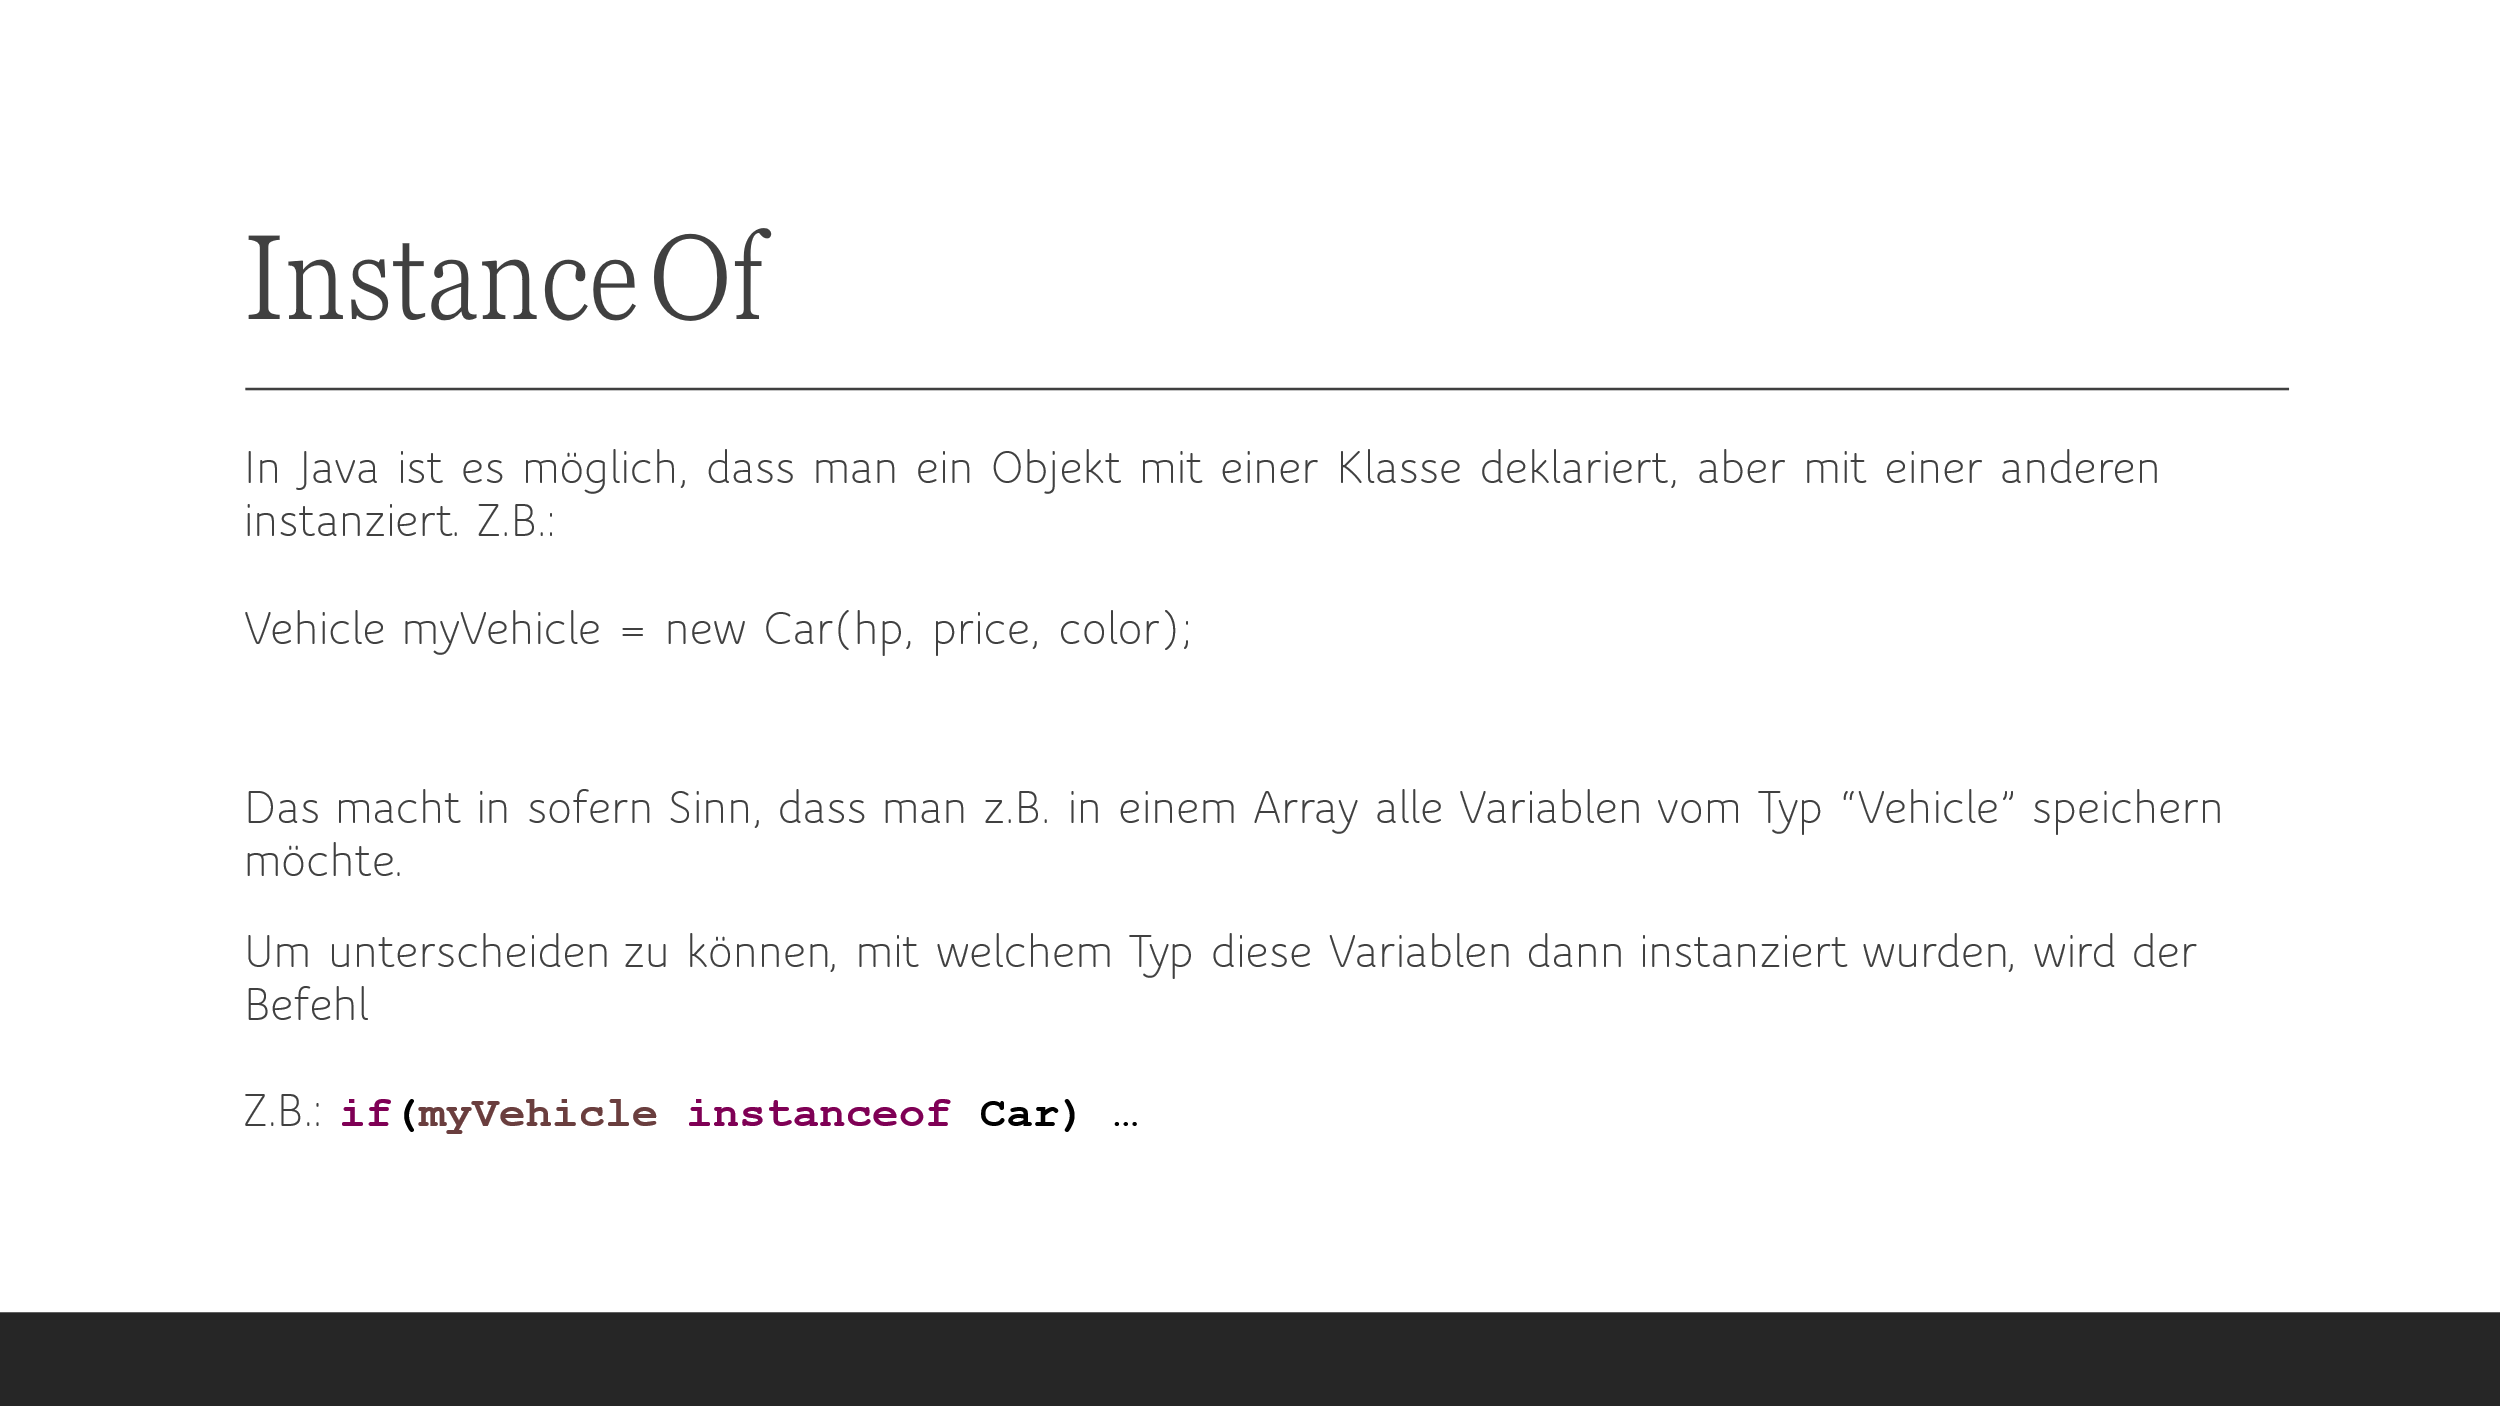 InstanceOf
In Java ist es möglich, dass man ein Objekt mit einer Klasse deklariert, aber mit einer anderen
instanziert. Z.B.:
Vehicle myVehicle = new Car(hp, price, color);
Das macht in sofern Sinn, dass man z.B. in einem Array alle Variablen vom Typ “Vehicle” speichern
möchte.
Um unterscheiden zu können, mit welchem Typ diese Variablen dann instanziert wurden, wird der
Befehl
Z.B.: if(myVehicle instanceof Car) …